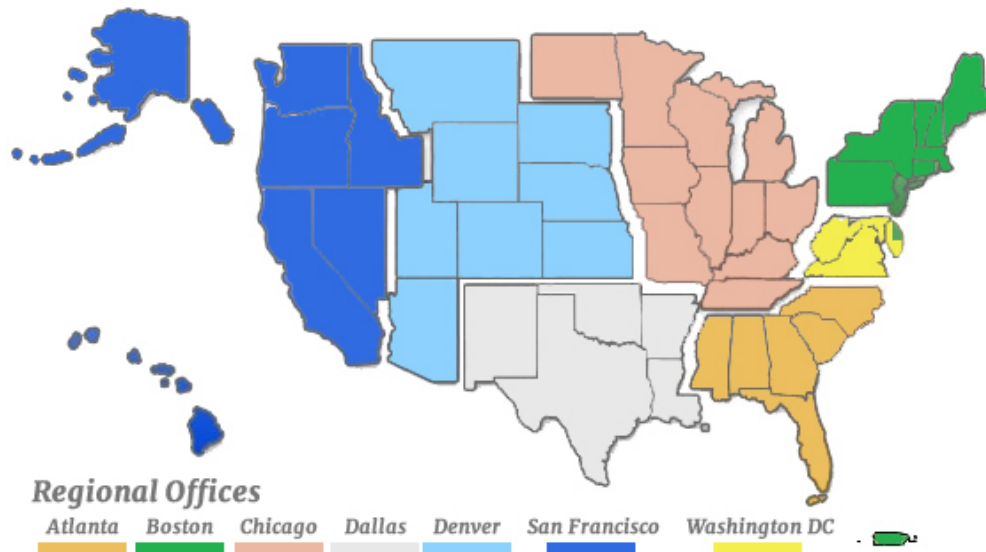 Regional Offices
Atlanta Boston Chicago Dallas Denver San Francisco Washington DC